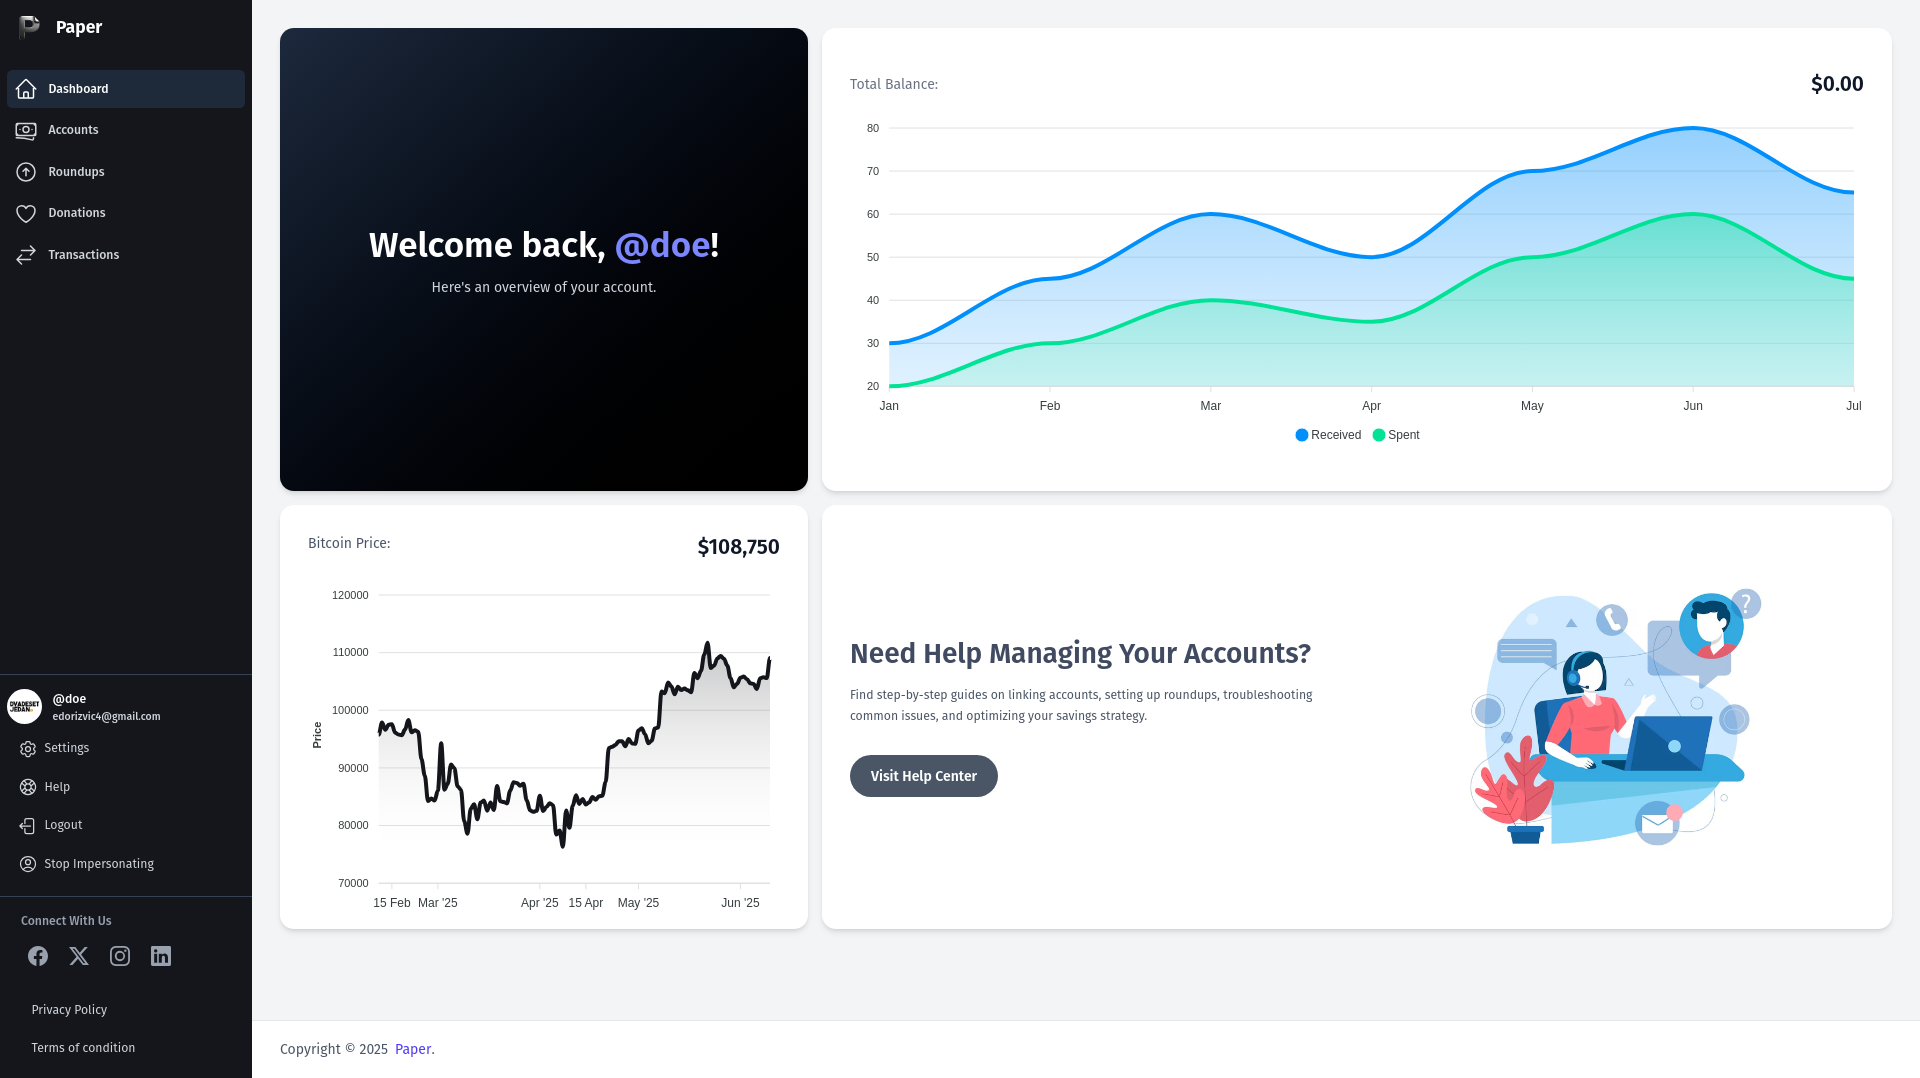 Paper
Dashboard
Accounts
Roundups
Donations
Transactions
DVADESET
JEDAN.
@doe
edorizvic4@gmail.com
Settings
Help
Logout
Stop Impersonating
Connect With Us
Privacy Policy
Terms of condition
Welcome back, @doe!
Here's an overview of your account.
Total Balance:
$0.00
80
70
60
50
40
30
20
Jan Feb Mar Apr May Jun Jul
Received Spent
Bitcoin Price:
$108,750
Price
120000
110000
100000
90000
80000
70000
15 Feb Mar '25 Apr '25 15 Apr May '25 Jun '25
Need Help Managing Your Accounts?
Find step-by-step guides on linking accounts, setting up roundups, troubleshooting
common issues, and optimizing your savings strategy.
Visit Help Center
?
Copyright © 2025 Paper.